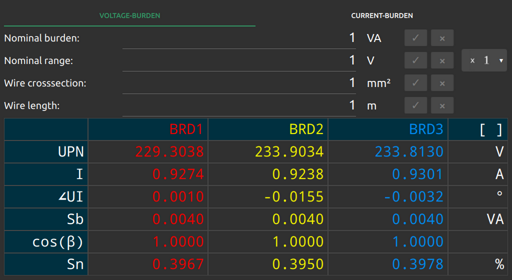 VOLTAGE-BURDEN CURRENT-BURDEN
Nominal burden: 1 VA ✓ ×
Nominal range: 1 V ✓ × x 1 ▾
Wire crosssection: 1 mm² ✓ ×
Wire length: 1 m ✓ ×
BRD1 BRD2 BRD3 [ ]
UPN 229.3038 233.9034 233.8130 V
I 0.9274 0.9238 0.9301 A
∠UI 0.0010 -0.0155 -0.0032 °
Sb 0.0040 0.0040 0.0040 VA
cos(β) 1.0000 1.0000 1.0000
Sn 0.3967 0.3950 0.3978 %